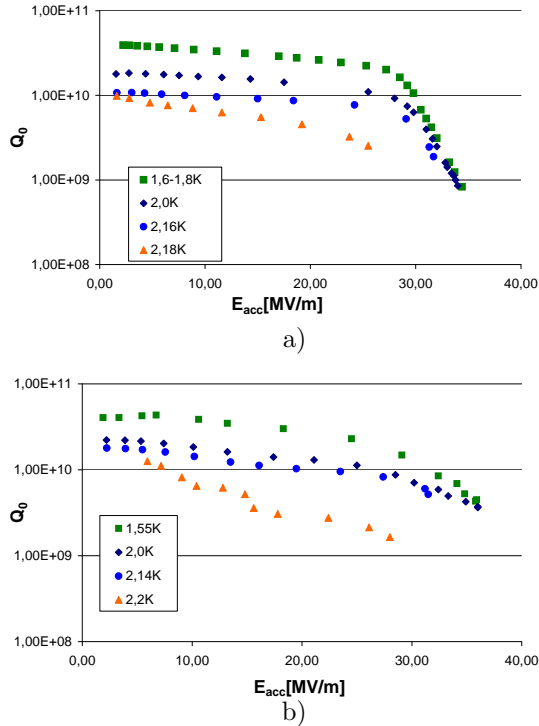 1,00E+11
1,00E+10
1,00E+09
1,00E+08
Q0
1,6-1,8K
2,0K
2,16K
2,18K
0,00
10,00
20,00
30,00
40,00
Eacc[MV/m]
a)
1,00E+11
1,00E+10
1,00E+09
1,00E+08
Q0
1,55K
2,0K
2,14K
2,2K
0,00
10,00
20,00
30,00
40,00
Eacc[MV/m]
b)